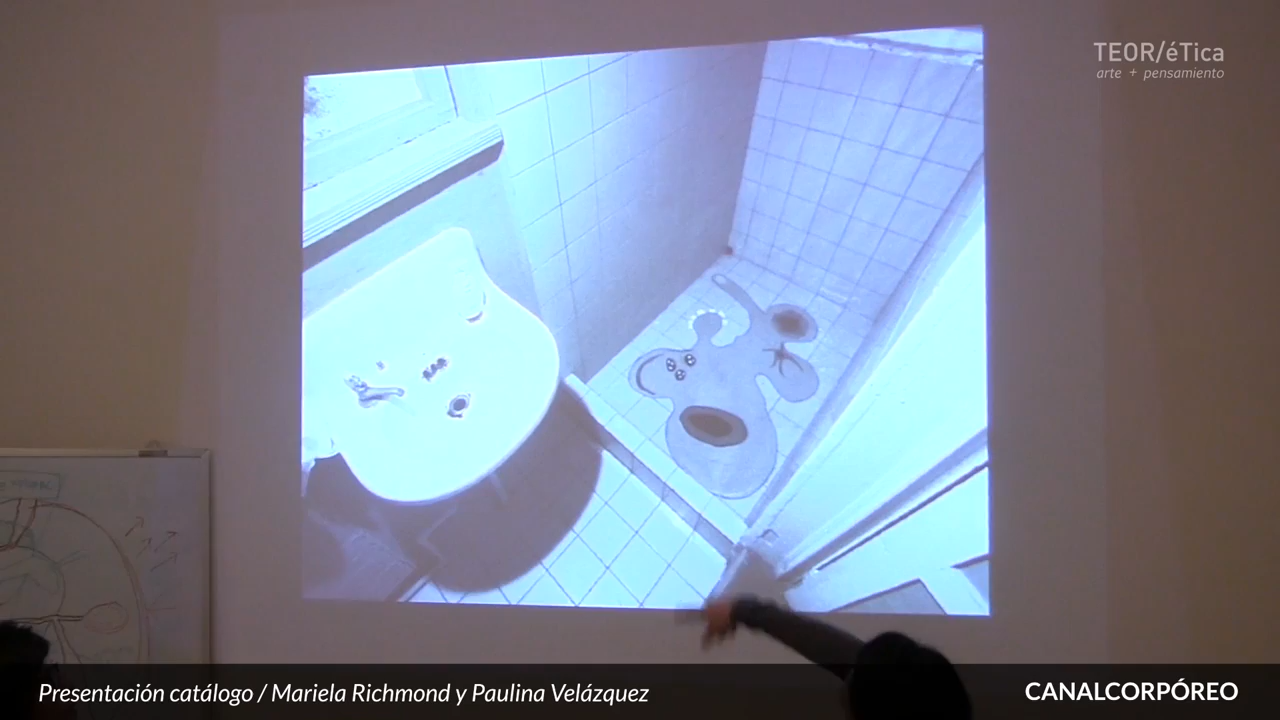 TEOR/éTica
arte + pensamiento
Presentación catálogo / Mariela Richmond y Paulina Velázquez
CANALCORPÓREO